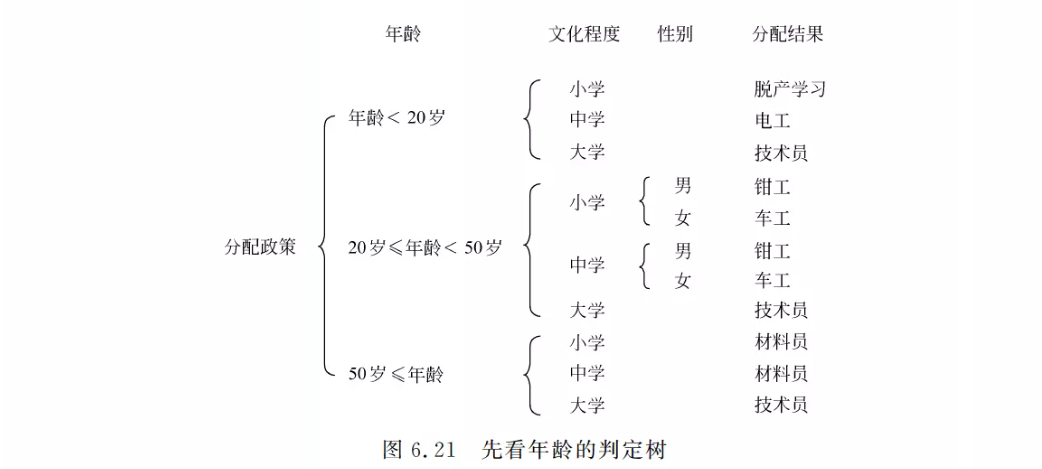 年龄 文化程度 性别 分配结果
小学 脱产学习
年龄< 20岁 中学 电工
大学 技术员
小学 男 钳工
女 车工
分配政策 20岁≤年龄< 50岁 中学 男 钳工
女 车工
大学 技术员
小学 材料员
50岁≤年龄 中学 材料员
大学 技术员
图 6.21 先看年龄的判定树